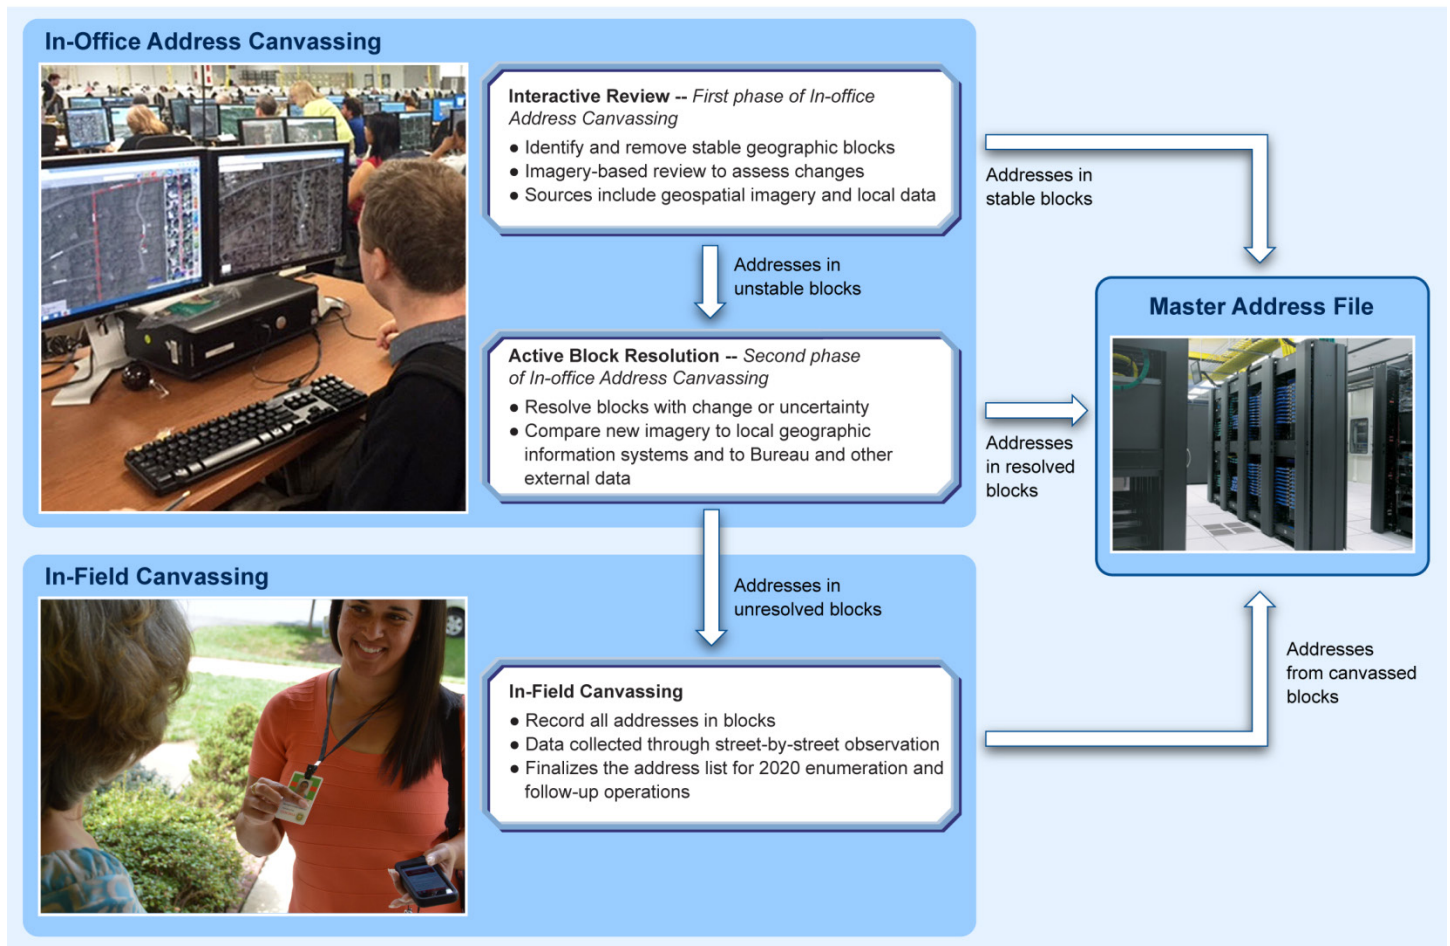 In-Office Address Canvassing
Interactive Review -- First phase of In-office
Address Canvassing
● Identify and remove stable geographic blocks
● Imagery-based review to assess changes
● Sources include geospatial imagery and local data
Addresses in
stable blocks
Addresses in
unstable blocks
Master Address File
Active Block Resolution -- Second phase
of In-office Address Canvassing
● Resolve blocks with change or uncertainty
● Compare new imagery to local geographic
information systems and to Bureau and other
external data
Addresses
in resolved
blocks
In-Field Canvassing
Addresses in
unresolved blocks
In-Field Canvassing
● Record all addresses in blocks
● Data collected through street-by-street observation
● Finalizes the address list for 2020 enumeration and
follow-up operations
Addresses
from canvassed
blocks